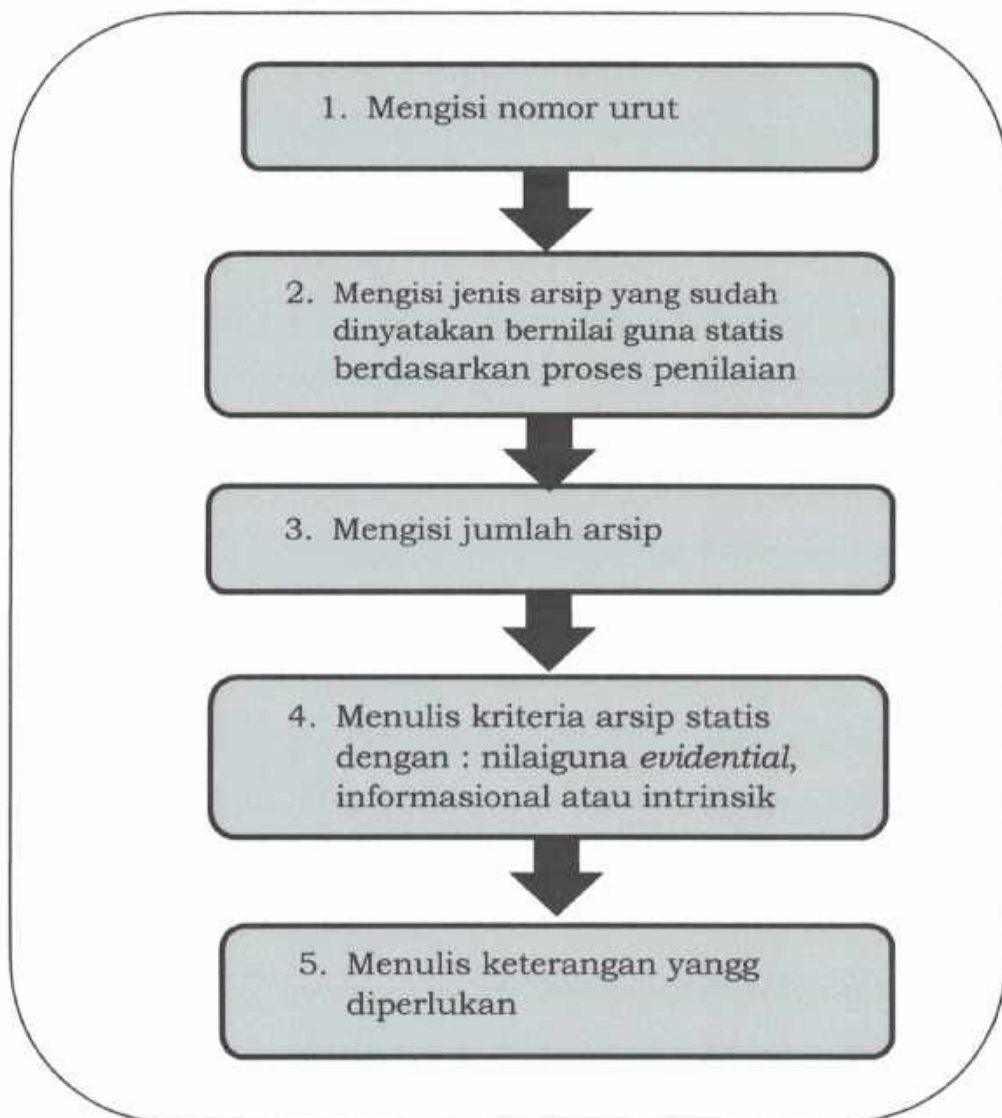 1. Mengisi nomor urut
2. Mengisi jenis arsip yang sudah
dinyatakan bernilai guna statis
berdasarkan proses penilaian
3. Mengisi jumlah arsip
4. Menulis kriteria arsip statis
dengan : nilaiguna evidential,
informasional atau intrinsik
5. Menulis keterangan yangg
diperlukan